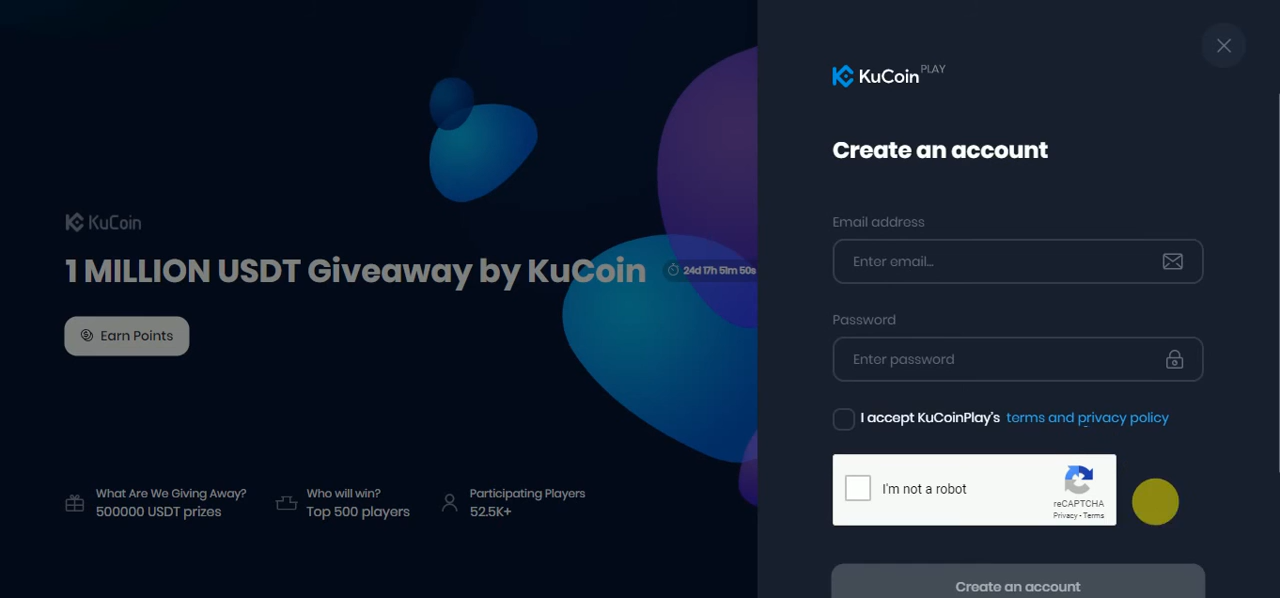 KuCoin PLAY
Create an account
Email address
Enter email...
Password
Enter password
I accept KuCoinPlay's terms and privacy policy
I'm not a robot
reCAPTCHA
Privacy - Terms
Create an account
KuCoin
1 MILLION USDT Giveaway by KuCoin
24d 17h 51m 50s
Earn Points
What Are We Giving Away?
500000 USDT prizes
Who will win?
Top 500 players
Participating Players
52.5K+